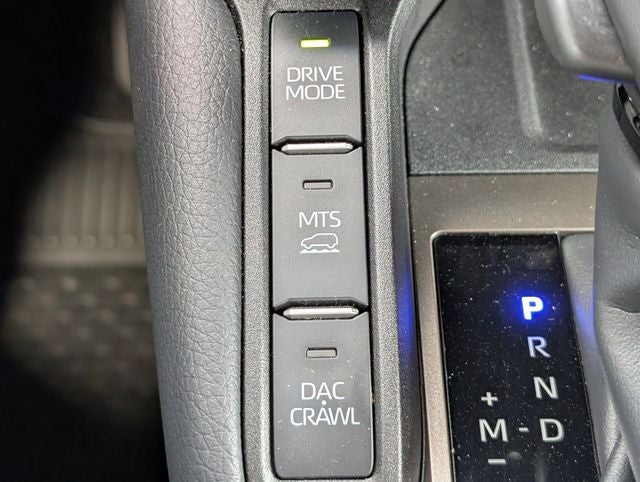 DRIVE
MODE
MTS
DAC
• CRAWL
P
R
N
+
M - D
−